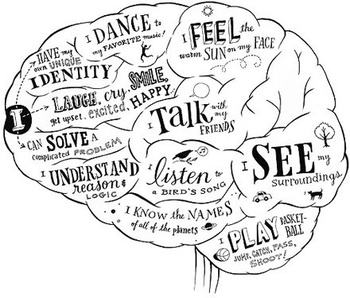 I DANCE to
my FAVORITE music!
I FEEL the
warm SUN on my FACE
HAVE my
own UNIQUE
IDENTITY
I
LAUGH, cry, SMILE,
get upset, excited, HAPPY
I Talk with my
FRIENDS
CAN SOLVE A
complicated PROBLEM
I UNDERSTAND
reason &
LOGIC
I listen to
a BIRD'S SONG
I SEE my
surroundings
I KNOW the NAMES
of all of the planets
I PLAY BASKET-
BALL
JUMP, CATCH, PASS,
SHOOT!